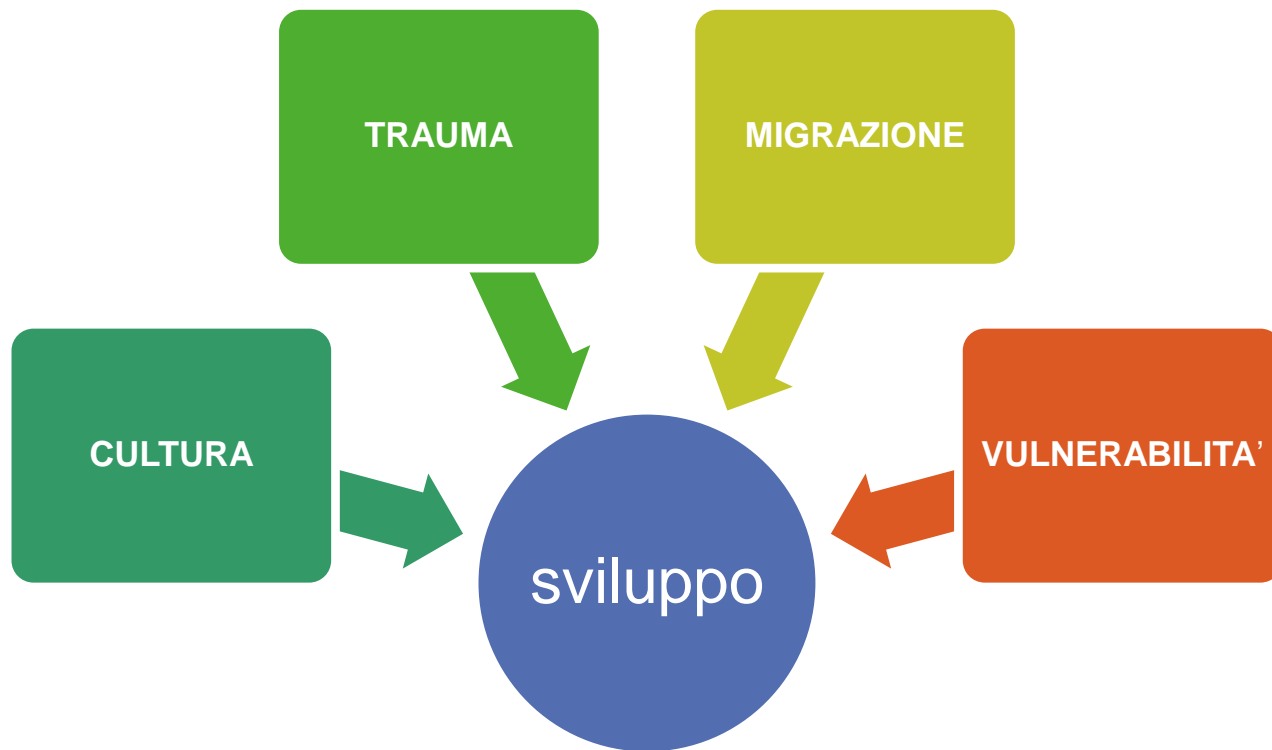 TRAUMA
MIGRAZIONE
CULTURA
VULNERABILITA’
sviluppo